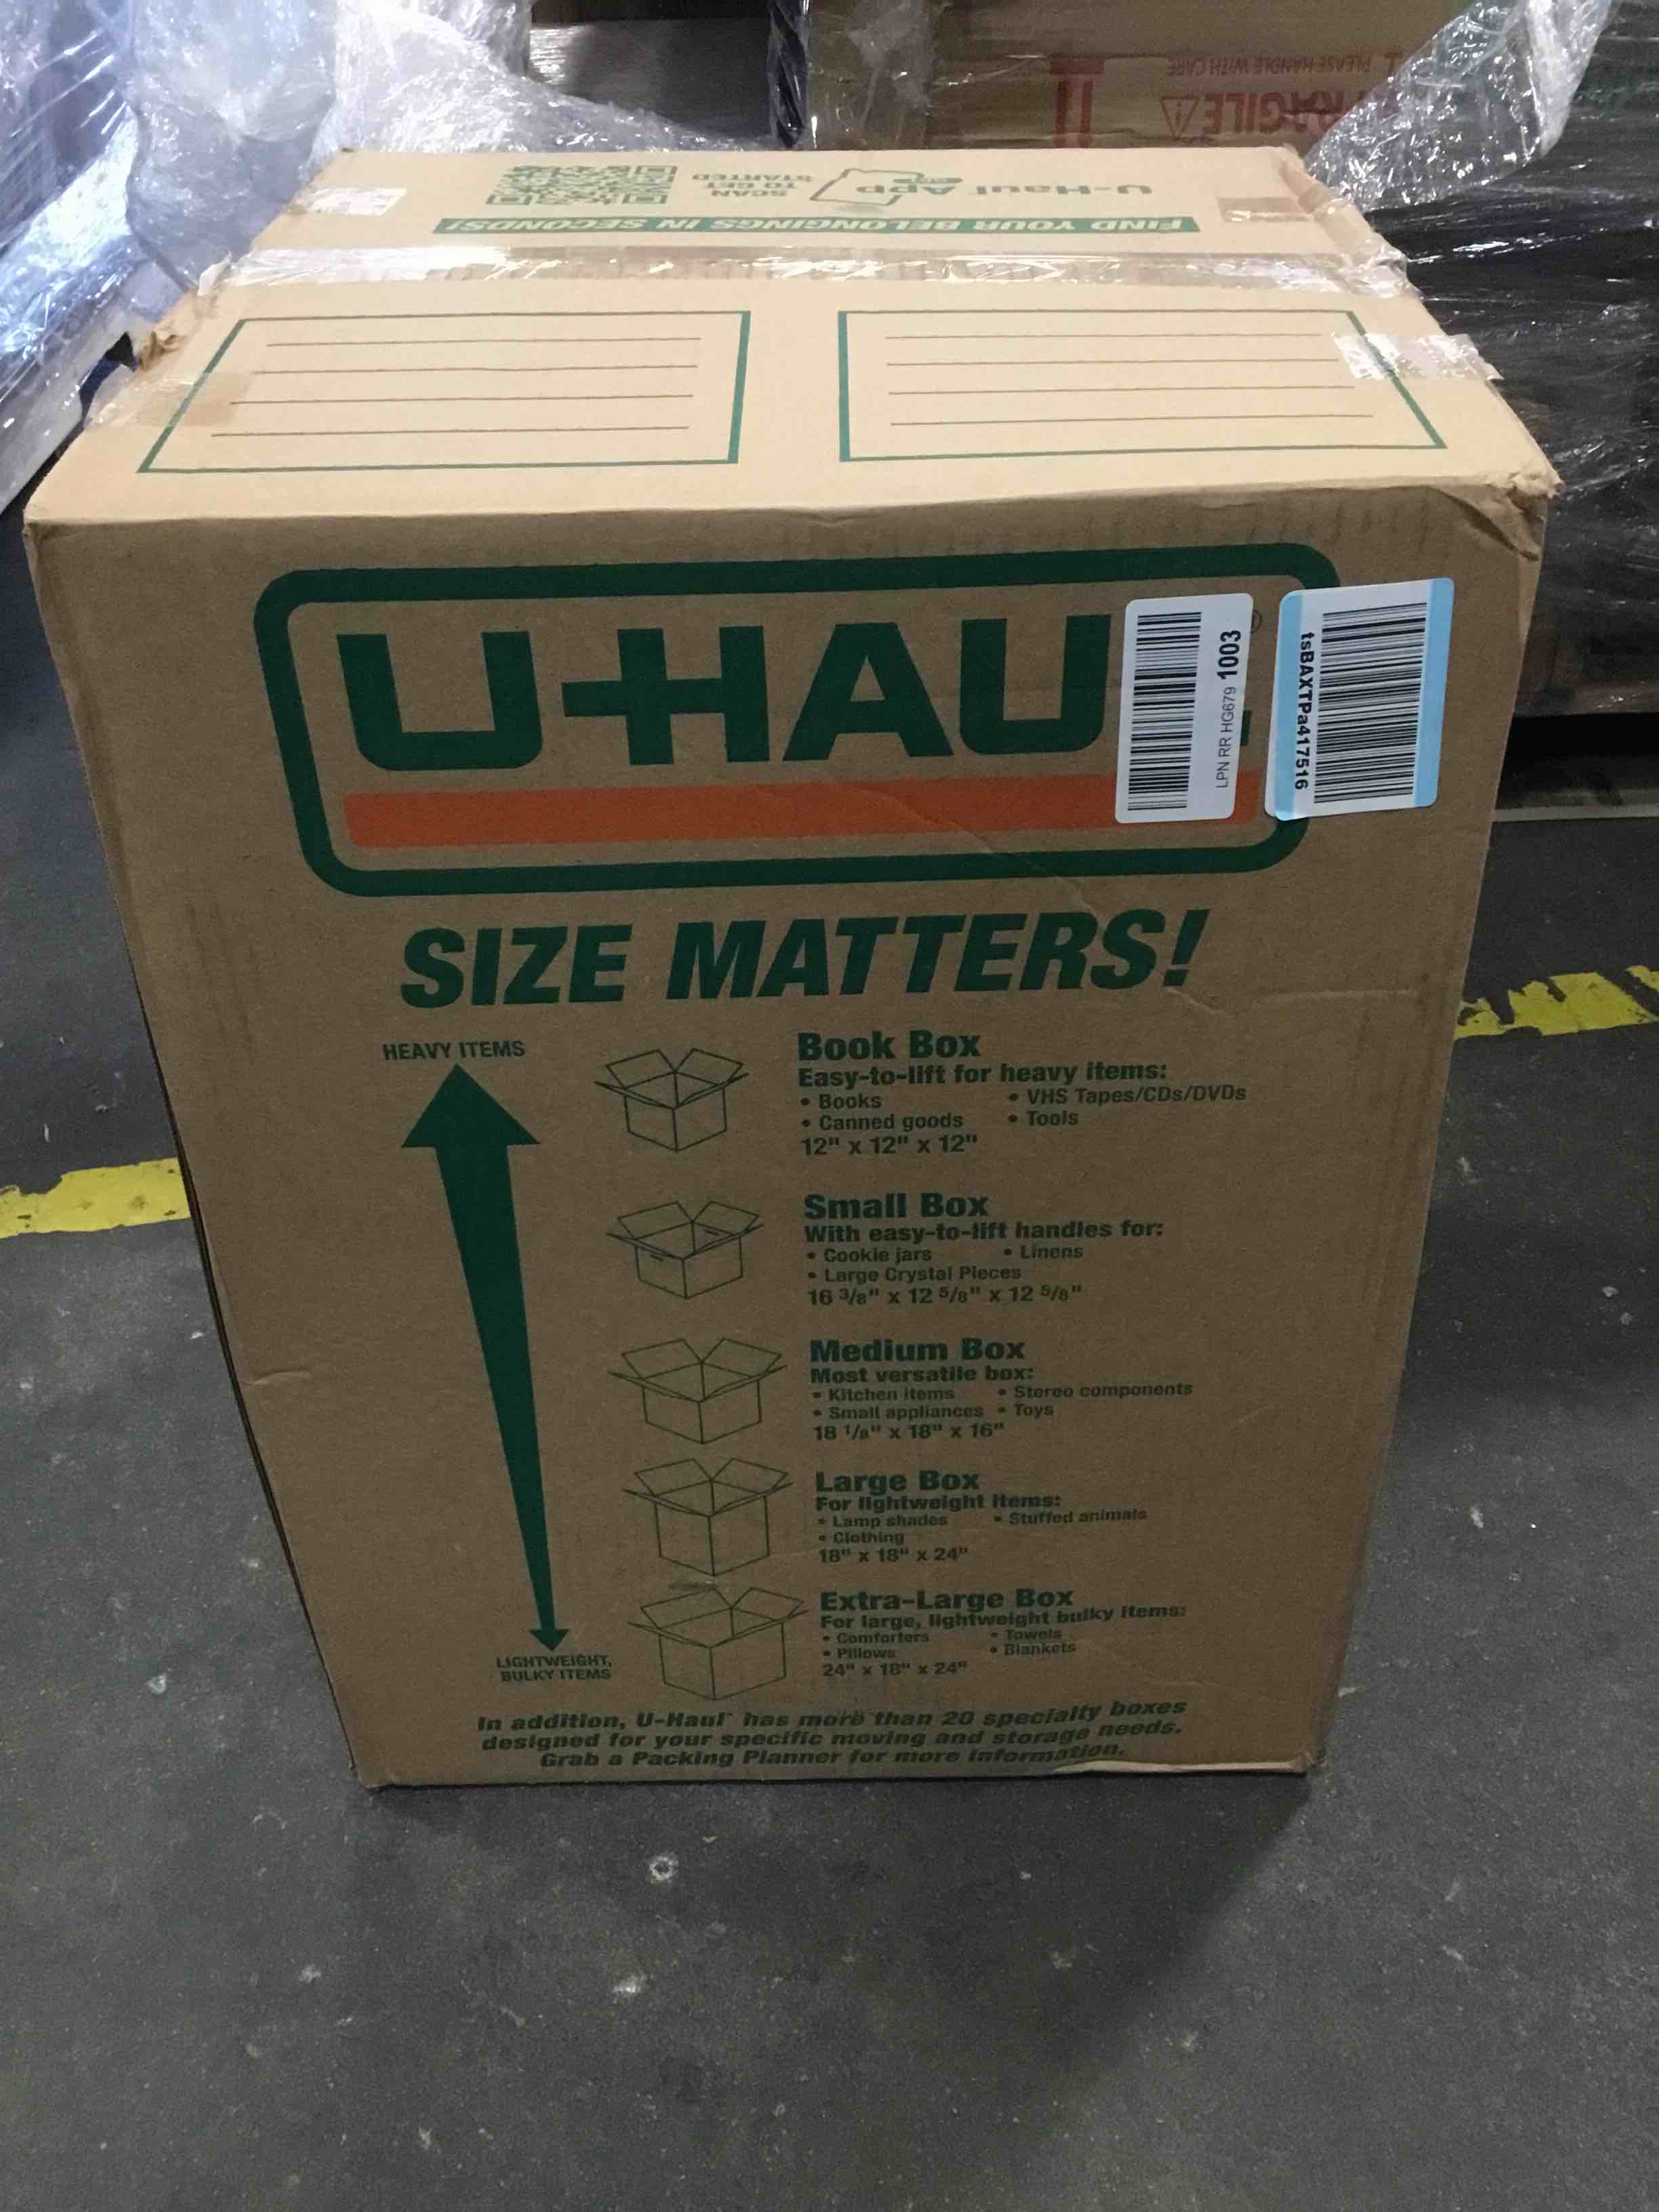 PLEASE HANDLE WITH CARE
FRAGILE
U-Haul App
SCAN
TO GET
STARTED
FIND YOUR BELONGINGS IN SECONDS!
U-HAUL
®
LPN RR HG679 1003
tsBAXTPa417516
SIZE MATTERS!
HEAVY ITEMS
Book Box
Easy-to-lift for heavy items:
• Books • VHS Tapes/CDs/DVDs
• Canned goods • Tools
12" x 12" x 12"
Small Box
With easy-to-lift handles for:
• Cookie jars • Linens
• Large Crystal Pieces
16 3/8" x 12 5/8" x 12 5/8"
Medium Box
Most versatile box:
• Kitchen items • Stereo components
• Small appliances • Toys
18 1/8" x 18" x 16"
Large Box
For lightweight items:
• Lamp shades • Stuffed animals
• Clothing
18" x 18" x 24"
Extra-Large Box
For large, lightweight bulky items:
• Comforters • Towels
• Pillows • Blankets
24" x 18" x 24"
LIGHTWEIGHT,
BULKY ITEMS
In addition, U-Haul has more than 20 specialty boxes
designed for your specific moving and storage needs.
Grab a Packing Planner for more information.